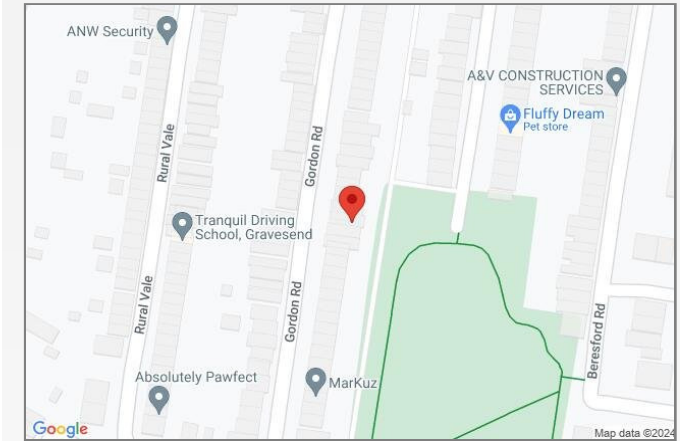 ANW Security
A&V CONSTRUCTION
SERVICES
Fluffy Dream
Pet store
Gordon Rd
Rural Vale
Tranquil Driving
School, Gravesend
Rural Vale
Gordon Rd
Beresford Rd
Absolutely Pawfect
MarKuz
Google
Map data ©2024